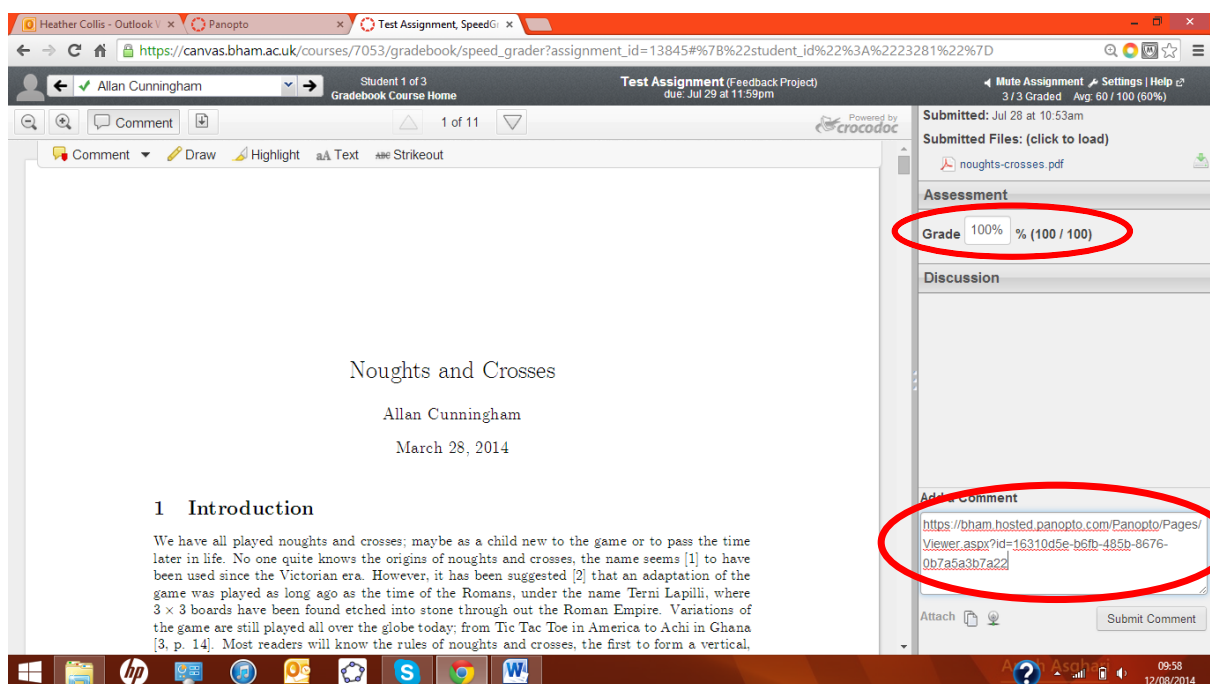 Heather Collis - Outlook V
Panopto
Test Assignment, SpeedGr
https://canvas.bham.ac.uk/courses/7053/gradebook/speed_grader?assignment_id=13845#%7B%22student_id%22%3A%2223281%22%7D
Allan Cunningham
Student 1 of 3
Gradebook Course Home
Test Assignment (Feedback Project)
due: Jul 29 at 11:59pm
Mute Assignment Settings | Help
3 / 3 Graded Avg: 60 / 100 (60%)
Comment
1 of 11
Powered by
crocodoc
Comment Draw Highlight aA Text ABC Strikeout
Submitted: Jul 28 at 10:53am
Submitted Files: (click to load)
noughts-crosses.pdf
Assessment
Grade 100% % (100 / 100)
Discussion
Noughts and Crosses
Allan Cunningham
March 28, 2014
1 Introduction
We have all played noughts and crosses; maybe as a child new to the game or to pass the time
later in life. No one quite knows the origins of noughts and crosses, the name seems [1] to have
been used since the Victorian era. However, it has been suggested [2] that an adaptation of the
game was played as long ago as the time of the Romans, under the name Terni Lapilli, where
3 × 3 boards have been found etched into stone through out the Roman Empire. Variations of
the game are still played all over the globe today; from Tic Tac Toe in America to Achi in Ghana
[3, p. 14]. Most readers will know the rules of noughts and crosses, the first to form a vertical,
Add a Comment
https://bham.hosted.panopto.com/Panopto/Pages/
Viewer.aspx?id=16310d5e-b6fb-485b-8676-
0b7a5a3b7a22
Attach
Submit Comment
hp
09:58
12/08/2014